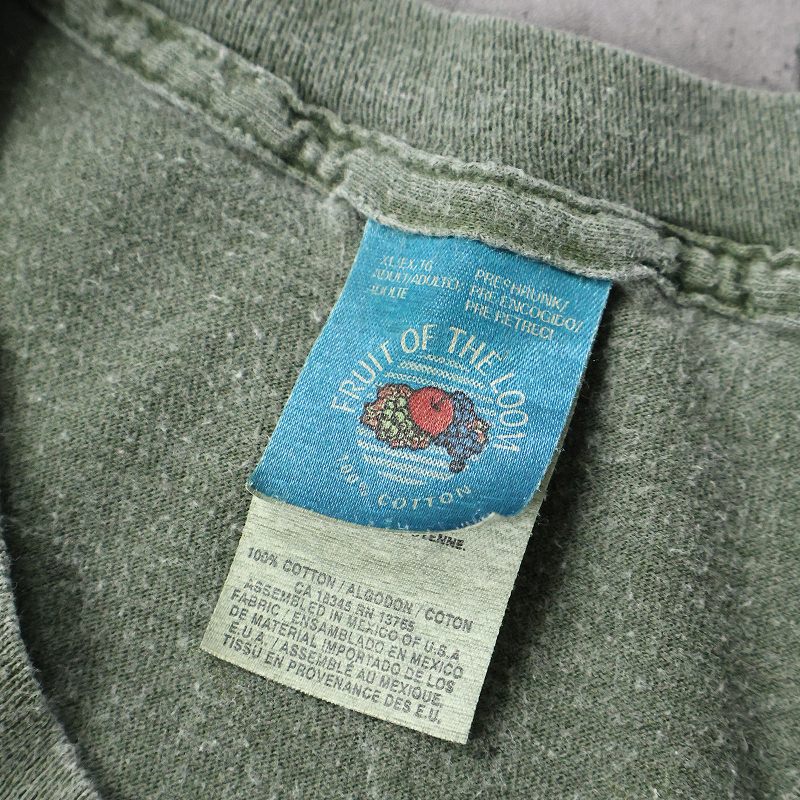 XL/EX/TG
ADULT/ADULTO/
ADULTE
PRESHRUNK/
PRE ENCOGIDO/
PRE RETRECI
FRUIT OF THE LOOM
100% COTTON
100% COTTON / ALGODON / COTON
CA 18345 RN 13765
ASSEMBLED IN MEXICO OF U.S.A
FABRIC / ENSAMBLADO EN MEXICO
DE MATERIAL IMPORTADO DE LOS
E.U.A / ASSEMBLE AU MEXIQUE,
TISSU EN PROVENANCE DES E.U.